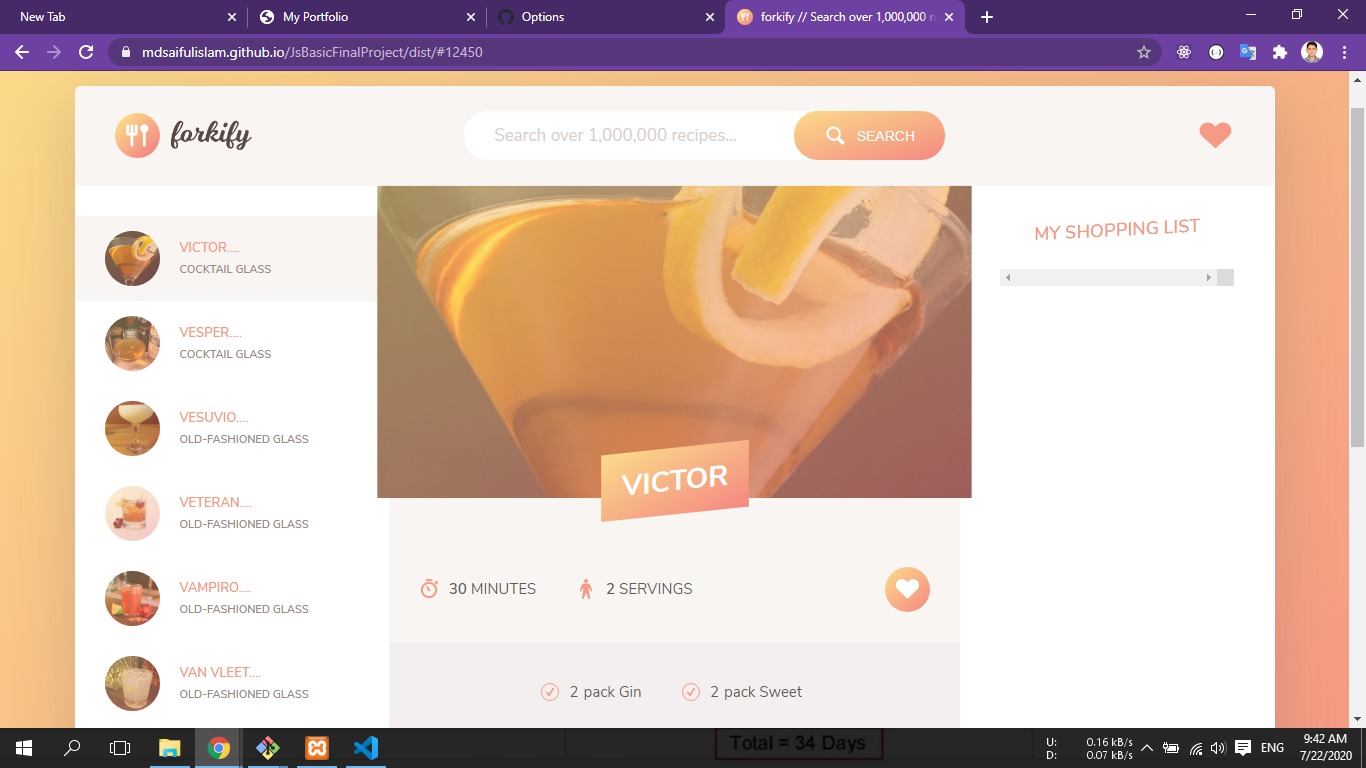 New Tab
My Portfolio
Options
forkify // Search over 1,000,000 r
mdsaifulislam.github.io/JsBasicFinalProject/dist/#12450
forkify
Search over 1,000,000 recipes...
SEARCH
VICTOR....
COCKTAIL GLASS
VESPER....
COCKTAIL GLASS
VESUVIO....
OLD-FASHIONED GLASS
VETERAN....
OLD-FASHIONED GLASS
VAMPIRO....
OLD-FASHIONED GLASS
VAN VLEET....
OLD-FASHIONED GLASS
VICTOR
30 MINUTES
2 SERVINGS
2 pack Gin
2 pack Sweet
MY SHOPPING LIST
Total = 34 Days
U: 0.16 kB/s
D: 0.07 kB/s
ENG
9:42 AM
7/22/2020